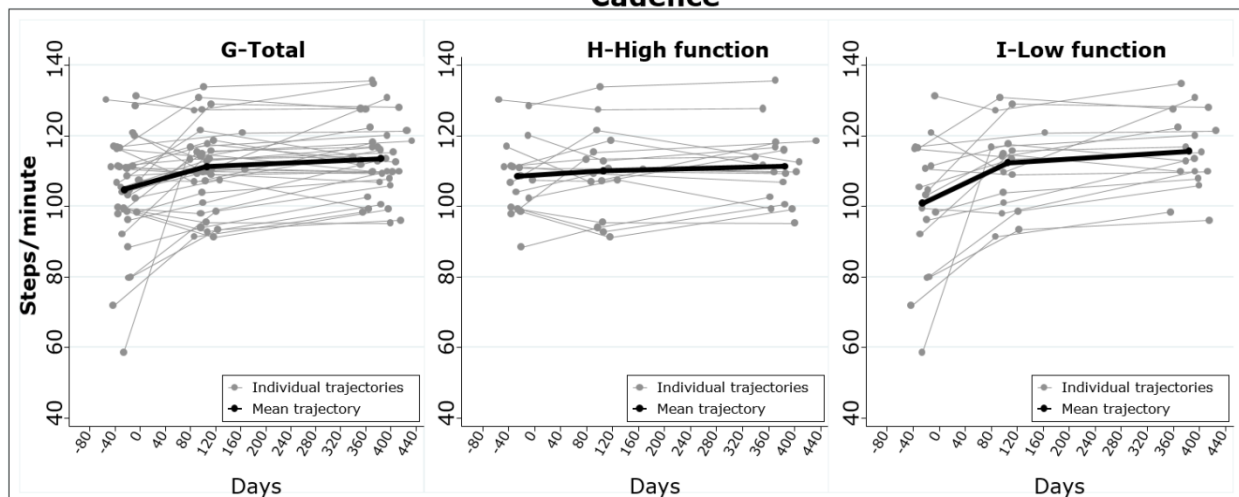 Cadence
G-Total
H-High function
I-Low function
Steps/minute
140
120
100
80
60
40
140
120
100
80
60
40
140
120
100
80
60
40
Individual trajectories
Mean trajectory
Individual trajectories
Mean trajectory
Individual trajectories
Mean trajectory
-80 -40 0 40 80 120 160 200 240 280 320 360 400 440
-80 -40 0 40 80 120 160 200 240 280 320 360 400 440
-80 -40 0 40 80 120 160 200 240 280 320 360 400 440
Days
Days
Days